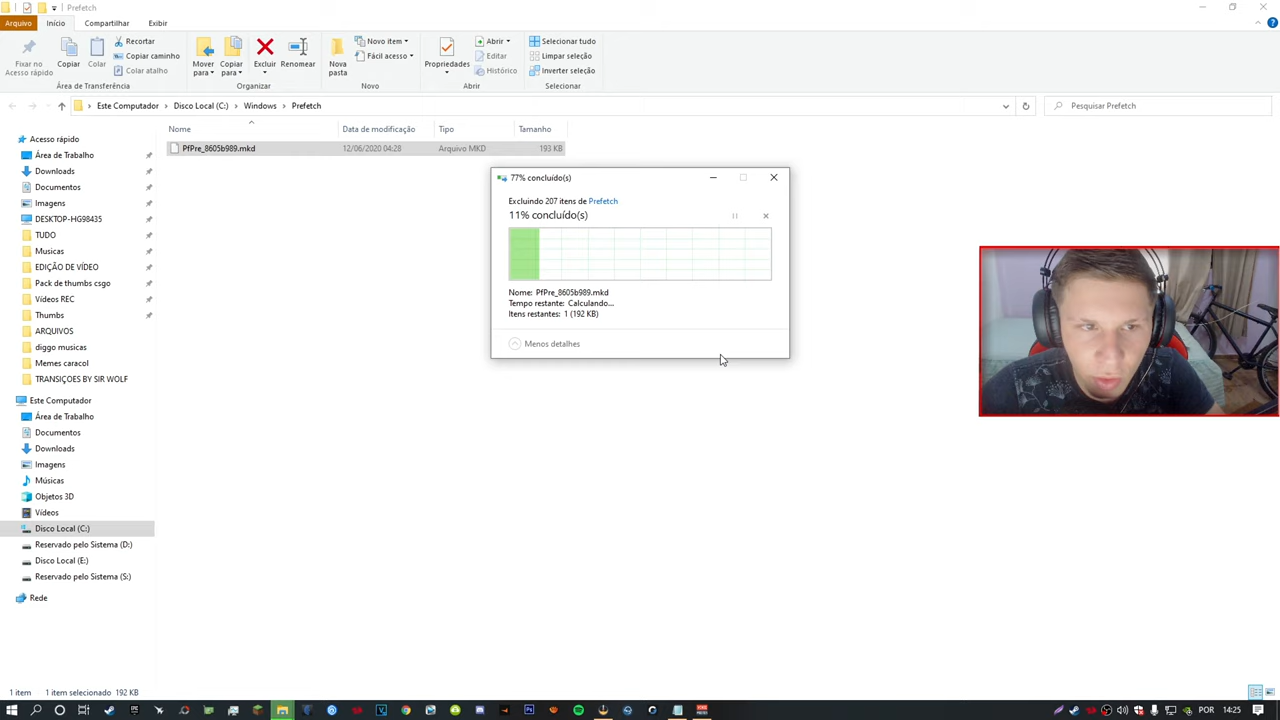 Prefetch
Arquivo Início Compartilhar Exibir
Fixar no Acesso rápido
Copiar
Colar
Recortar
Copiar caminho
Colar atalho
Área de Transferência
Mover para
Copiar para
Excluir
Renomear
Organizar
Nova pasta
Novo item
Fácil acesso
Novo
Propriedades
Abrir
Editar
Histórico
Abrir
Selecionar tudo
Limpar seleção
Inverter seleção
Selecionar
Este Computador > Disco Local (C:) > Windows > Prefetch
Pesquisar Prefetch
Nome Data de modificação Tipo Tamanho
PfPre_8605b989.mkd 12/06/2020 04:28 Arquivo MKD 193 KB
Acesso rápido
Área de Trabalho
Downloads
Documentos
Imagens
DESKTOP-HG98435
TUDO
Musicas
EDIÇÃO DE VÍDEO
Pack de thumbs csgo
Vídeos REC
Thumbs
ARQUIVOS
diggo musicas
Memes caracol
TRANSIÇOES BY SIR WOLF
Este Computador
Área de Trabalho
Documentos
Downloads
Imagens
Músicas
Objetos 3D
Vídeos
Disco Local (C:)
Reservado pelo Sistema (D:)
Disco Local (E:)
Reservado pelo Sistema (S:)
Rede
77% concluído(s)
Excluindo 207 itens de Prefetch
11% concluído(s)
Nome: PfPre_8605b989.mkd
Tempo restante: Calculando...
Itens restantes: 1 (192 KB)
Menos detalhes
1 item 1 item selecionado 192 KB
POR 14:25